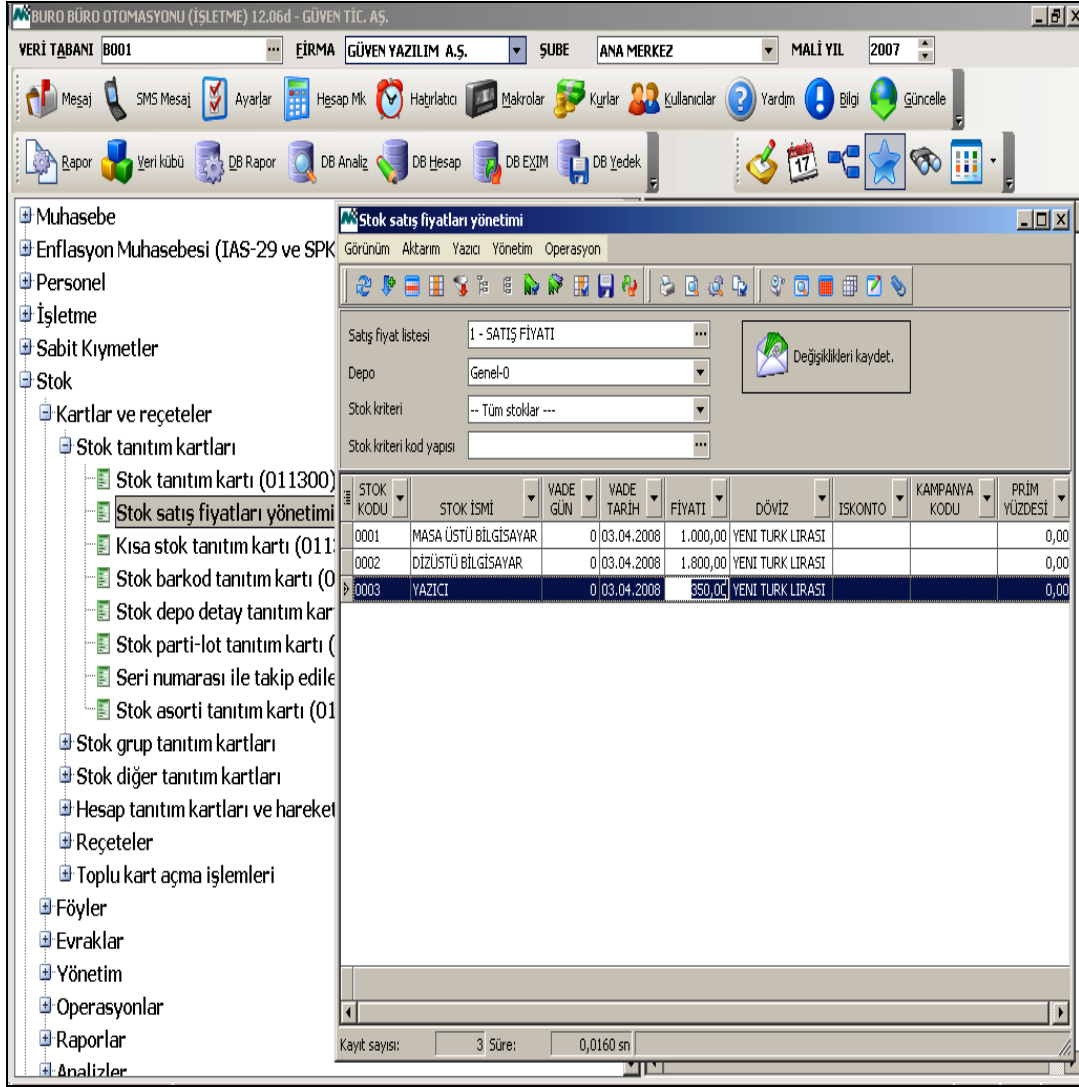 BURO BÜRO OTOMASYONU (İŞLETME) 12.06d - GÜVEN TİC. AŞ.
VERİ TABANI B001 FİRMA GÜVEN YAZILIM A.Ş. ŞUBE ANA MERKEZ MALİ YIL 2007
Mesaj SMS Mesaj Ayarlar Hesap Mk Hatırlatıcı Makrolar Kurlar Kullanıcılar Yardım Bilgi Güncelle
Rapor Veri kübü DB Rapor DB Analiz DB Hesap DB EXIM DB Yedek 17
Muhasebe
Enflasyon Muhasebesi (IAS-29 ve SPK
Personel
İşletme
Sabit Kıymetler
Stok
Kartlar ve reçeteler
Stok tanıtım kartları
Stok tanıtım kartı (011300)
Stok satış fiyatları yönetimi
Kısa stok tanıtım kartı (011
Stok barkod tanıtım kartı (0
Stok depo detay tanıtım kar
Stok parti-lot tanıtım kartı (
Seri numarası ile takip edile
Stok asorti tanıtım kartı (01
Stok grup tanıtım kartları
Stok diğer tanıtım kartları
Hesap tanıtım kartları ve hareket
Reçeteler
Toplu kart açma işlemleri
Föyler
Evraklar
Yönetim
Operasyonlar
Raporlar
Analizler
Stok satış fiyatları yönetimi
Görünüm Aktarım Yazıcı Yönetim Operasyon
Satış fiyat listesi 1 - SATIŞ FİYATI
Değişiklikleri kaydet.
Depo Genel-0
Stok kriteri -- Tüm stoklar ---
Stok kriteri kod yapısı
STOK KODU STOK İSMİ VADE GÜN VADE TARİH FİYATI DÖVİZ ISKONTO KAMPANYA KODU PRİM YÜZDESİ
0001 MASA ÜSTÜ BİLGİSAYAR 0 03.04.2008 1.000,00 YENI TURK LIRASI 0,00
0002 DİZÜSTÜ BİLGİSAYAR 0 03.04.2008 1.800,00 YENI TURK LIRASI 0,00
0003 YAZICI 0 03.04.2008 350,00 YENI TURK LIRASI 0,00
Kayıt sayısı: 3 Süre: 0,0160 sn